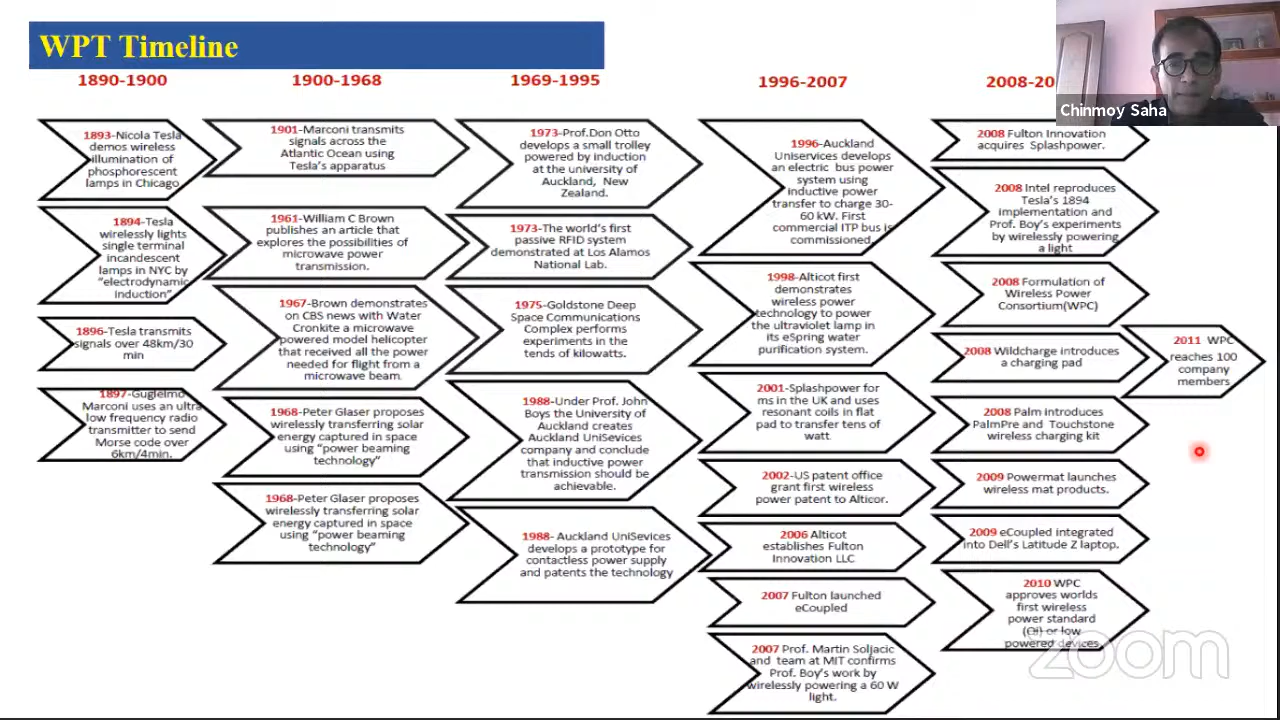 WPT Timeline
1890-1900
1893-Nicola Tesla
demos wireless
illumination of
phosphorescent
lamps in Chicago
1894-Tesla
wirelessly lights
single terminal
incandescent
lamps in NYC by
"electrodynamic
induction"
1896-Tesla transmits
signals over 48km/30
min
1897-Gugielmo
Marconi uses an ultra
low frequency radio
transmitter to send
Morse code over
6km/4min.
1900-1968
1901-Marconi transmits
signals across the
Atlantic Ocean using
Tesla's apparatus
1961-William C Brown
publishes an article that
explores the possibilities of
microwave power
transmission.
1967-Brown demonstrates
on CBS news with Water
Cronkite a microwave
powered model helicopter
that received all the power
needed for flight from a
microwave beam.
1968-Peter Glaser proposes
wirelessly transferring solar
energy captured in space
using "power beaming
technology"
1968-Peter Glaser proposes
wirelessly transferring solar
energy captured in space
using "power beaming
technology"
1969-1995
1973-Prof.Don Otto
develops a small trolley
powered by induction
at the university of
Auckland, New
Zealand.
1973-The world's first
passive RFID system
demonstrated at Los Alamos
National Lab.
1975-Goldstone Deep
Space Communications
Complex performs
experiments in the
tends of kilowatts.
1988-Under Prof. John
Boys the University of
Auckland creates
Auckland UniSevices
company and conclude
that inductive power
transmission should be
achievable.
1988- Auckland UniSevices
develops a prototype for
contactless power supply
and patents the technology
1996-2007
1996-Auckland
Uniservices develops
an electric bus power
system using
inductive power
transfer to charge 30-
60 kW. First
commercial ITP bus is
commissioned.
1998-Alticot first
demonstrates
wireless power
technology to power
the ultraviolet lamp in
its eSpring water
purification system.
2001-Splashpower for
ms in the UK and uses
resonant coils in flat
pad to transfer tens of
watt.
2002-US patent office
grant first wireless
power patent to Alticor.
2006 Alticot
establishes Fulton
Innovation LLC
2007 Fulton launched
eCoupled
2007 Prof. Martin Soljacic
and team at MIT confirms
Prof. Boy's work by
wirelessly powering a 60 W
light.
2008-20
2008 Fulton Innovation
acquires Splashpower.
2008 Intel reproduces
Tesla's 1894
implementation and
Prof. Boy's experiments
by wirelessly powering
a light
2008 Formulation of
Wireless Power
Consortium(WPC)
2008 Wildcharge introduces
a charging pad
2008 Palm introduces
PalmPre and Touchstone
wireless charging kit
2009 Powermat launches
wireless mat products.
2009 eCoupled integrated
into Dell's Latitude Z laptop.
2010 WPC
approves worlds
first wireless
power standard
(Qi) or low
powered devices.
2011 WPC
reaches 100
company
members
Chinmoy Saha
zoom